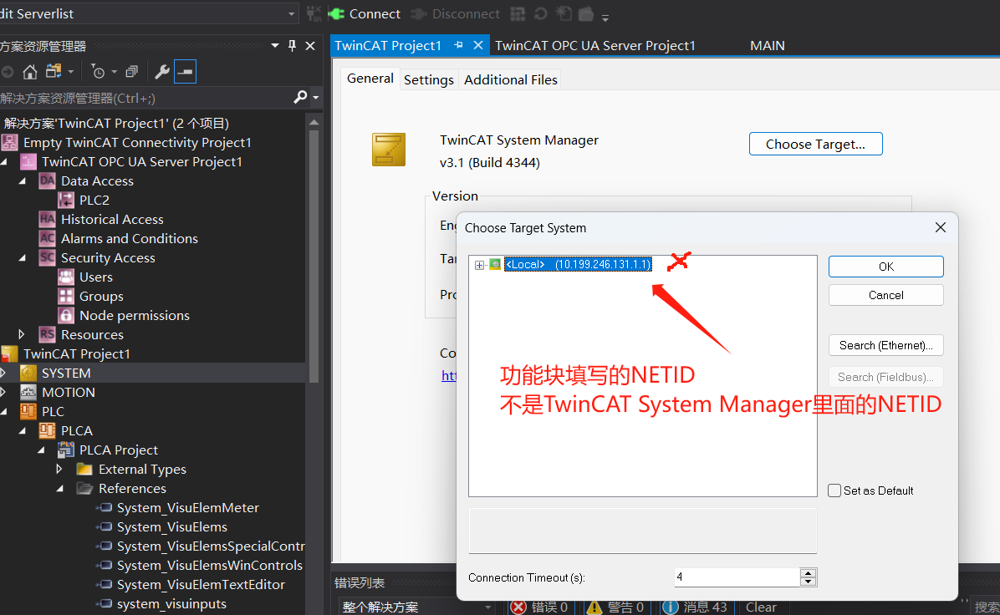 dit Serverlist
Connect
Disconnect
方案资源管理器
解决方案资源管理器(Ctrl+;)
解决方案'TwinCAT Project1' (2 个项目)
Empty TwinCAT Connectivity Project1
TwinCAT OPC UA Server Project1
DA Data Access
PLC2
HA Historical Access
AC Alarms and Conditions
SC Security Access
Users
Groups
Node permissions
RS Resources
TwinCAT Project1
SYSTEM
MOTION
PLC
PLCA
PLCA Project
External Types
References
System_VisuElemMeter
System_VisuElems
System_VisuElemsSpecialContr
System_VisuElemsWinControls
System_VisuElemTextEditor
system_visuinputs
TwinCAT Project1
TwinCAT OPC UA Server Project1
MAIN
General
Settings
Additional Files
TwinCAT System Manager
v3.1 (Build 4344)
Choose Target...
Version
Eng
Tar
Pro
Co
htt
Choose Target System
<Local> (10.199.246.131.1.1)
功能块填写的NETID
不是TwinCAT System Manager里面的NETID
OK
Cancel
Search (Ethernet)...
Search (Fieldbus)...
Set as Default
Connection Timeout (s):
4
错误列表
整个解决方案
错误 0
警告 0
消息 43
Clear
搜索